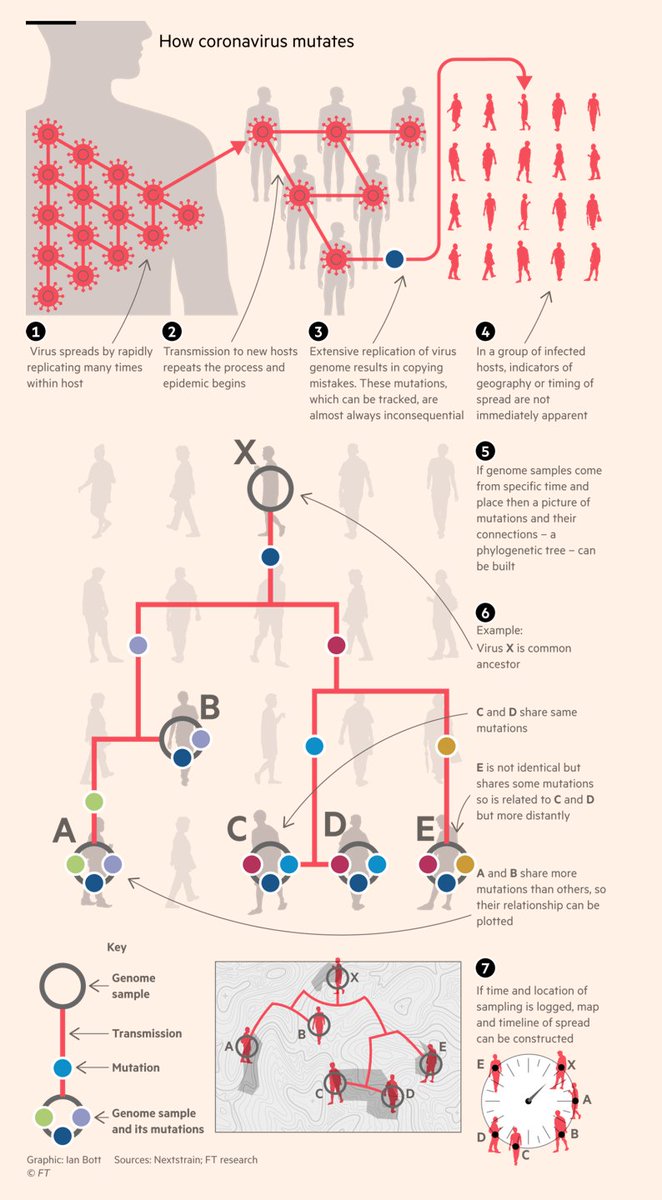 How coronavirus mutates
1
Virus spreads by rapidly
replicating many times
within host
2
Transmission to new hosts
repeats the process and
epidemic begins
3
Extensive replication of virus
genome results in copying
mistakes. These mutations,
which can be tracked, are
almost always inconsequential
4
In a group of infected
hosts, indicators of
geography or timing of
spread are not
immediately apparent
X
5
If genome samples come
from specific time and
place then a picture of
mutations and their
connections – a
phylogenetic tree – can
be built
6
Example:
Virus X is common
ancestor
B
C and D share same
mutations
E is not identical but
shares some mutations
so is related to C and D
but more distantly
A
C
D
E
A and B share more
mutations than others, so
their relationship can be
plotted
Key
Genome
sample
Transmission
Mutation
Genome sample
and its mutations
X
A
B
E
C
D
7
If time and location of
sampling is logged, map
and timeline of spread
can be constructed
E
X
A
D
B
C
Graphic: Ian Bott Sources: Nextstrain; FT research
© FT